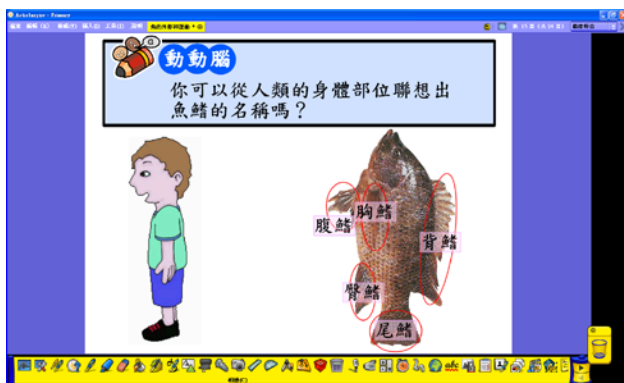 動動腦
你可以從人類的身體部位聯想出
魚鰭的名稱嗎？
腹鰭
胸鰭
背鰭
臀鰭
尾鰭